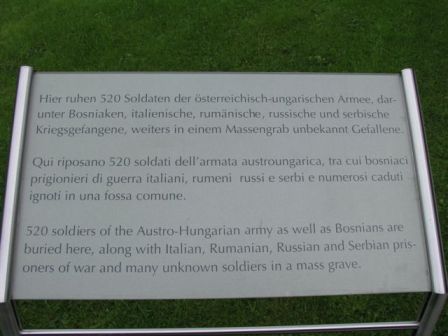 Hier ruhen 520 Soldaten der österreichisch-ungarischen Armee, dar-
unter Bosniaken, italienische, rumänische, russische und serbische
Kriegsgefangene, weiters in einem Massengrab unbekannt Gefallene.
Qui riposano 520 soldati dell'armata austroungarica, tra cui bosniaci
prigionieri di guerra italiani, rumeni russi e serbi e numerosi caduti
ignoti in una fossa comune.
520 soldiers of the Austro-Hungarian army as well as Bosnians are
buried here, along with Italian, Rumanian, Russian and Serbian pris-
oners of war and many unknown soldiers in a mass grave.